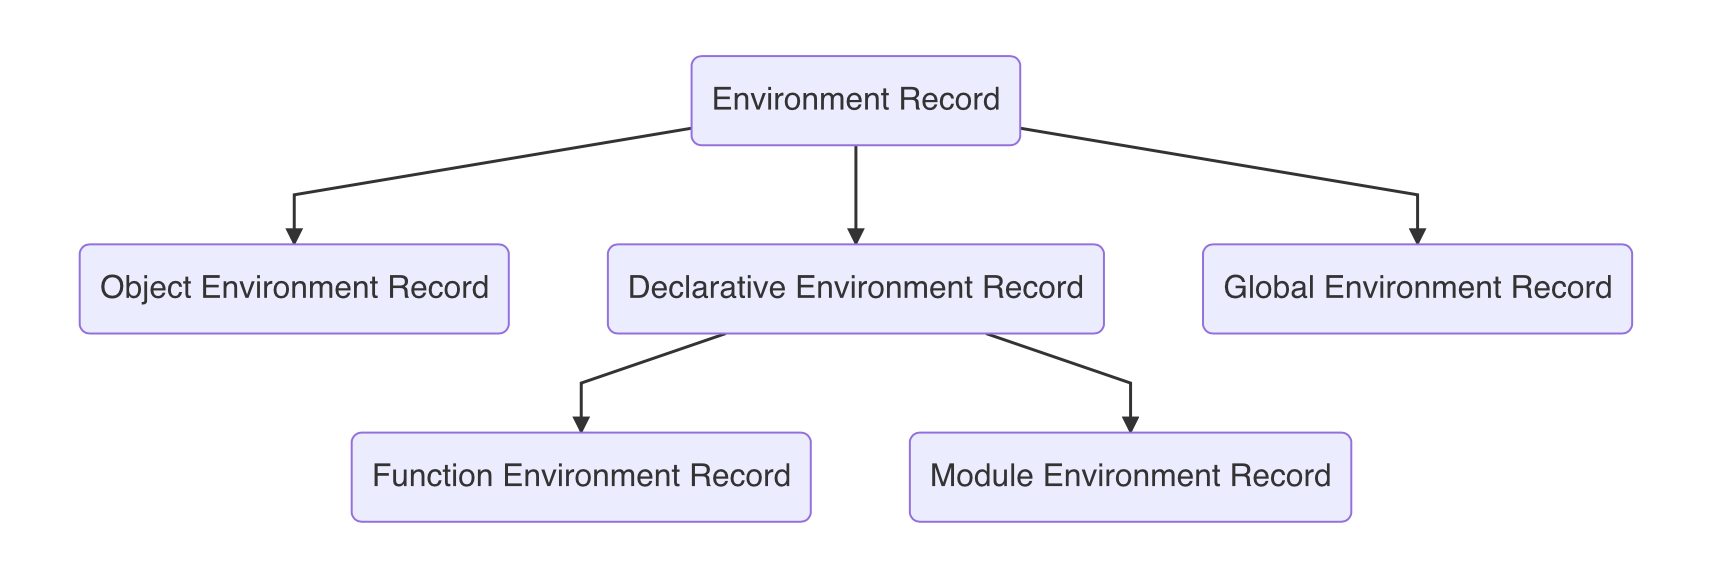 Environment Record
Object Environment Record
Declarative Environment Record
Global Environment Record
Function Environment Record
Module Environment Record